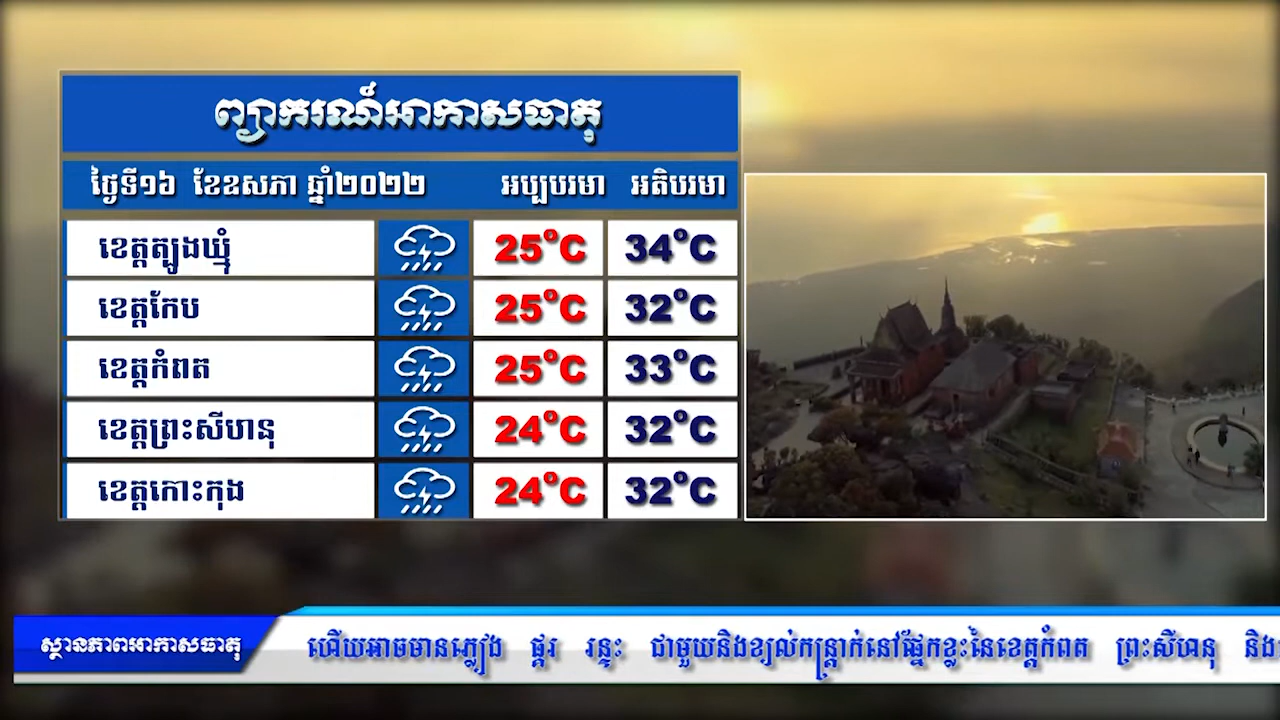 ព្យាករណ៍អាកាសធាតុ
ថ្ងៃទី១៦ ខែឧសភា ឆ្នាំ២០២២ អប្បបរមា អតិបរមា
ខេត្តត្បូងឃ្មុំ 25°C 34°C
ខេត្តកែប 25°C 32°C
ខេត្តកំពត 25°C 33°C
ខេត្តព្រះសីហនុ 24°C 32°C
ខេត្តកោះកុង 24°C 32°C
ស្ថានភាពអាកាសធាតុ ហើយអាចមានភ្លៀង ផ្គរ រន្ទះ ជាមួយនិងខ្យល់កន្ត្រាក់នៅផ្នែកខ្លះនៃខេត្តកំពត ព្រះសីហនុ និង